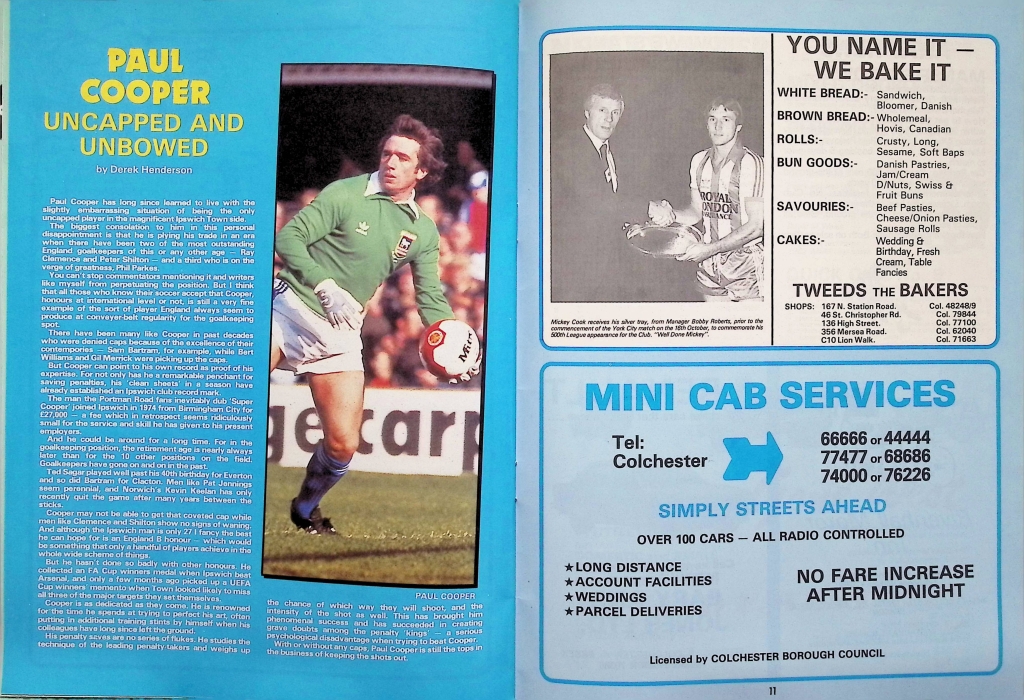 PAUL
COOPER
UNCAPPED AND
UNBOWED
by Derek Henderson
Paul Cooper has long since learned to live with the
slightly embarrassing situation of being the only
uncapped player in the magnificent Ipswich Town side.
The biggest consolation to him in this personal
disappointment is that he is plying his trade in an era
when there have been two of the most outstanding
England goalkeepers of this or any other age — Ray
Clemence and Peter Shilton — and a third who is on the
verge of greatness, Phil Parkes.
You can't stop commentators mentioning it and writers
like myself from perpetuating the position. But I think
that all those who know their soccer accept that Cooper,
honours at international level or not, is still a very fine
example of the sort of player England always seem to
produce at conveyer-belt regularity for the goalkeeping
spot.
There have been many like Cooper in past decades
who were denied caps because of the excellence of their
contempories — Sam Bartram, for example, while Bert
Williams and Gil Merrick were picking up the caps.
But Cooper can point to his own record as proof of his
expertise. For not only has he a remarkable penchant for
saving penalties, his 'clean sheets' in a season have
already established an Ipswich club record mark.
The man the Portman Road fans inevitably dub 'Super
Cooper' joined Ipswich in 1974 from Birmingham City for
£27,000 — a fee which in retrospect seems ridiculously
small for the service and skill he has given to his present
employers.
And he could be around for a long time. For in the
goalkeeping position, the retirement age is nearly always
later than for the 10 other positions on the field.
Goalkeepers have gone on and on in the past.
Ted Sagar played well past his 40th birthday for Everton
and so did Bartram for Clacton. Men like Pat Jennings
seem perennial, and Norwich's Kevin Keelan has only
recently quit the game after many years between the
sticks.
Cooper may not be able to get that coveted cap while
men like Clemence and Shilton show no signs of waning.
And although the Ipswich man is only 27 I fancy the best
he can hope for is an England B honour — which would
be something that only a handful of players achieve in the
whole wide scheme of things.
But he hasn't done so badly with other honours. He
collected an FA Cup winners medal when Ipswich beat
Arsenal, and only a few months ago picked up a UEFA
Cup winners' memento when Town looked likely to miss
all three of the major targets they set themselves.
Cooper is as dedicated as they come. He is renowned
for the time he spends at trying to perfect his art, often
putting in additional training stints by himself when his
colleagues have long since left the ground.
His penalty saves are no series of flukes. He studies the
technique of the leading penalty-takers and weighs up
gecarp
Mitre
PAUL COOPER
the chance of which way they will shoot, and the
intensity of the shot as well. This has brought him
phenomenal success and has succeeded in creating
grave doubts among the penalty 'kings' — a serious
psychological disadvantage when trying to beat Cooper.
With or without any caps, Paul Cooper is still the tops in
the business of keeping the shots out.
ROYAL
LONDON
INSURANCE
Mickey Cook receives his silver tray, from Manager Bobby Roberts, prior to the
commencement of the York City match on the 16th October, to commemorate his
500th League appearance for the Club. "Well Done Mickey".
YOU NAME IT —
WE BAKE IT
WHITE BREAD:- Sandwich,
Bloomer, Danish
BROWN BREAD:- Wholemeal,
Hovis, Canadian
ROLLS:- Crusty, Long,
Sesame, Soft Baps
BUN GOODS:- Danish Pastries,
Jam/Cream
D/Nuts, Swiss &
Fruit Buns
SAVOURIES:- Beef Pasties,
Cheese/Onion Pasties,
Sausage Rolls
CAKES:- Wedding &
Birthday, Fresh
Cream, Table
Fancies
TWEEDS THE BAKERS
SHOPS: 167 N. Station Road. Col. 48248/9
46 St. Christopher Rd. Col. 79844
136 High Street. Col. 77100
356 Mersea Road. Col. 62040
C10 Lion Walk. Col. 71663
MINI CAB SERVICES
Tel:
Colchester
66666 or 44444
77477 or 68686
74000 or 76226
SIMPLY STREETS AHEAD
OVER 100 CARS — ALL RADIO CONTROLLED
★LONG DISTANCE
★ACCOUNT FACILITIES
★WEDDINGS
★PARCEL DELIVERIES
NO FARE INCREASE
AFTER MIDNIGHT
Licensed by COLCHESTER BOROUGH COUNCIL
11